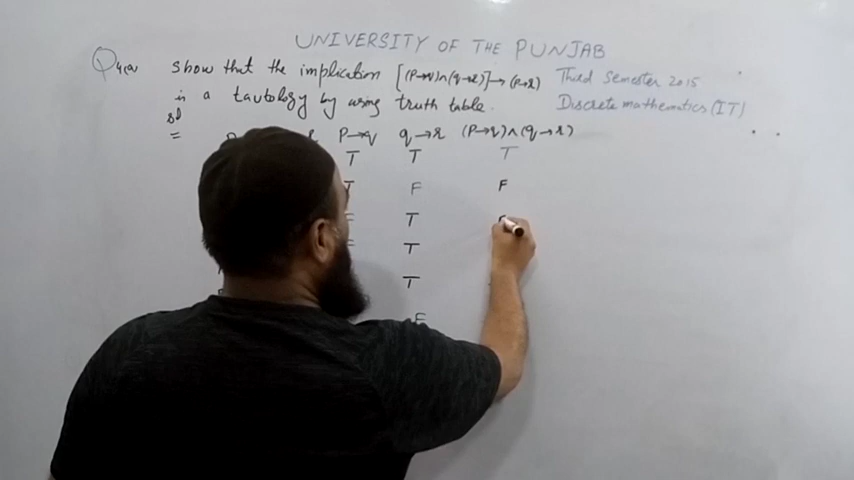 UNIVERSITY OF THE PUNJAB
Q4(a) show that the implication [(P→q)∧(q→r)]→(P→r) Third Semester 2015
is a tautology by using truth table. Discrete mathematics (IT)
sol
= P→q q→r (P→q)∧(q→r)
T T T
T F F
F T
F T
T
F